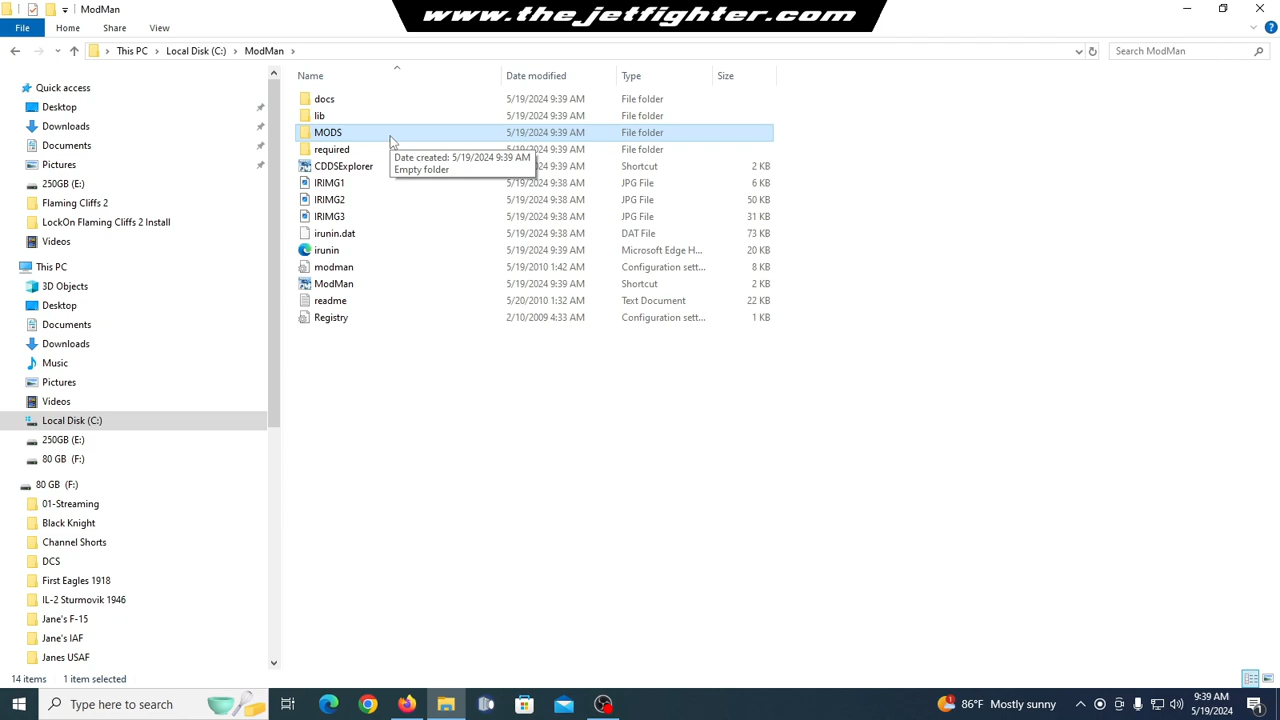 ModMan
www.thejetfighter.com
File Home Share View
This PC Local Disk (C:) ModMan
Search ModMan
Name Date modified Type Size
Quick access
Desktop
Downloads
Documents
Pictures
250GB (E:)
Flaming Cliffs 2
LockOn Flaming Cliffs 2 Install
Videos
This PC
3D Objects
Desktop
Documents
Downloads
Music
Pictures
Videos
Local Disk (C:)
250GB (E:)
80 GB (F:)
80 GB (F:)
01-Streaming
Black Knight
Channel Shorts
DCS
First Eagles 1918
IL-2 Sturmovik 1946
Jane's F-15
Jane's IAF
Janes USAF
docs 5/19/2024 9:39 AM File folder
lib 5/19/2024 9:39 AM File folder
MODS 5/19/2024 9:39 AM File folder
required 5/19/2024 9:39 AM File folder
Date created: 5/19/2024 9:39 AM
Empty folder
CDDSExplorer Shortcut 2 KB
IRIMG1 5/19/2024 9:38 AM JPG File 6 KB
IRIMG2 5/19/2024 9:38 AM JPG File 50 KB
IRIMG3 5/19/2024 9:38 AM JPG File 31 KB
irunin.dat 5/19/2024 9:39 AM DAT File 73 KB
irunin 5/19/2024 9:39 AM Microsoft Edge H... 20 KB
modman 5/19/2010 1:42 AM Configuration sett... 8 KB
ModMan 5/19/2024 9:39 AM Shortcut 2 KB
readme 5/20/2010 1:32 AM Text Document 22 KB
Registry 2/10/2009 4:33 AM Configuration sett... 1 KB
14 items 1 item selected
Type here to search
86°F Mostly sunny
9:39 AM
5/19/2024